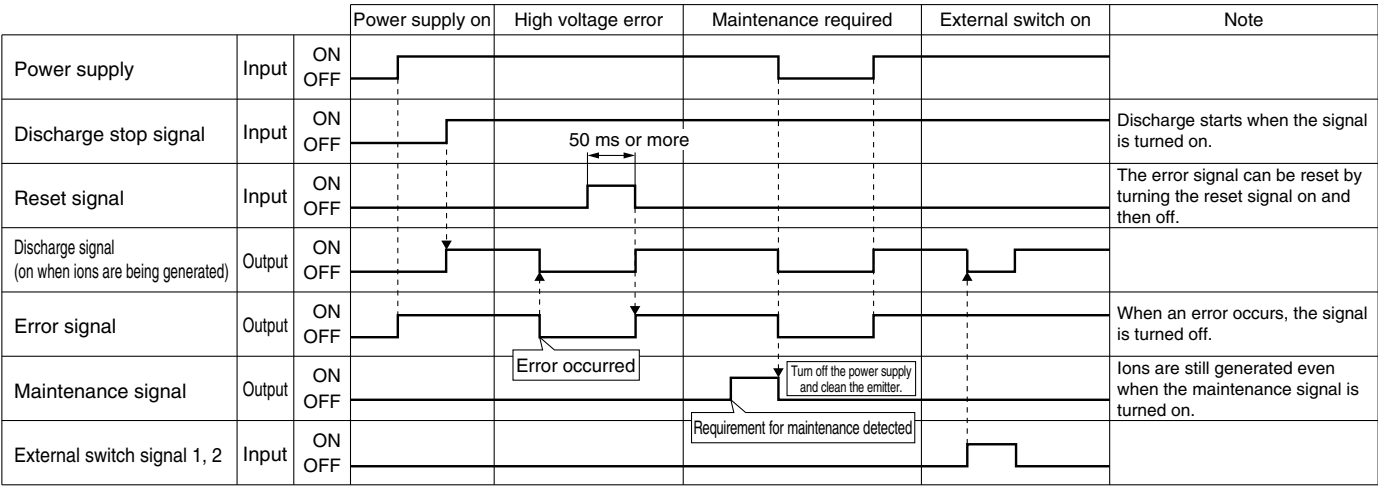 Power supply on High voltage error Maintenance required External switch on Note
Power supply Input ON
OFF
Discharge stop signal Input ON
OFF
50 ms or more
Discharge starts when the signal
is turned on.
Reset signal Input ON
OFF
The error signal can be reset by
turning the reset signal on and
then off.
Discharge signal
(on when ions are being generated) Output ON
OFF
Error signal Output ON
OFF
Error occurred
When an error occurs, the signal
is turned off.
Maintenance signal Output ON
OFF
Turn off the power supply
and clean the emitter.
Requirement for maintenance detected
Ions are still generated even
when the maintenance signal is
turned on.
External switch signal 1, 2 Input ON
OFF